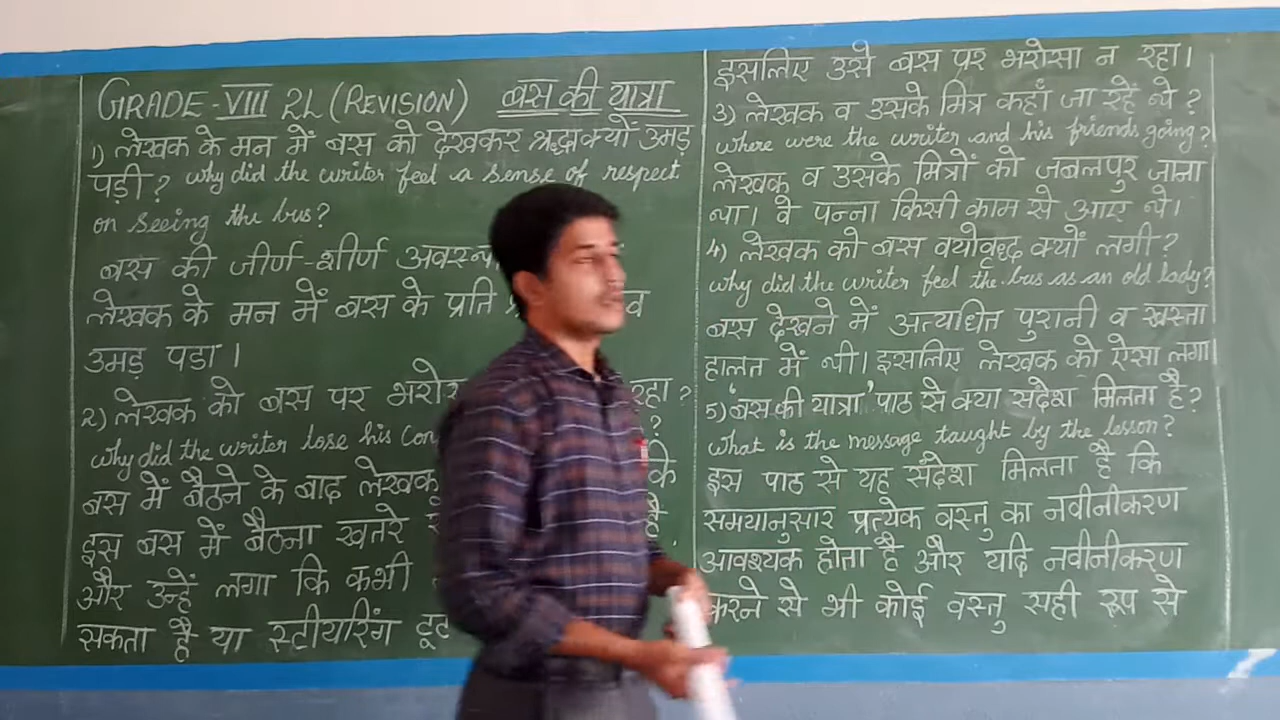 GRADE-VIII 2L (REVISION) बस की यात्रा
1) लेखक के मन में बस को देखकर श्रद्धा क्यों उमड़
पड़ी? why did the writer feel a sense of respect
on seeing the bus?
बस की जीर्ण-शीर्ण
लेखक के मन में बस के प्रति
उमड़ पडा।
2) लेखक को बस पर रहा?
why did the writer lose his ?
बस में बैठने के बाद लेखक कि
इस बस में बैठना खतरे है,
और उन्हें लगा कि कभी
सकता है या स्टीयरिंग टूट
इसलिए उसे बस पर भरोसा न रहा।
3) लेखक व उसके मित्र कहाँ जा रहें थे?
where were the writer and his friends going?
लेखक व उसके मित्रों को जबलपुर जाना
था। वे पन्ना किसी काम से आए थे।
4) लेखक को बस वयोवृध्द क्यों लगी?
why did the writer feel the bus as an old lady?
बस देखने में अत्यधित पुरानी व खस्ता
हालत में थी। इसलिए लेखक को ऐसा लगा
5) 'बस की यात्रा' पाठ से क्या संदेश मिलता है?
what is the message taught by the lesson?
इस पाठ से यह संदेश मिलता है कि
समयानुसार प्रत्येक वस्तु का नवीनीकरण
आवश्यक होता है और यदि नवीनीकरण
करने से भी कोई वस्तु सही रूप से